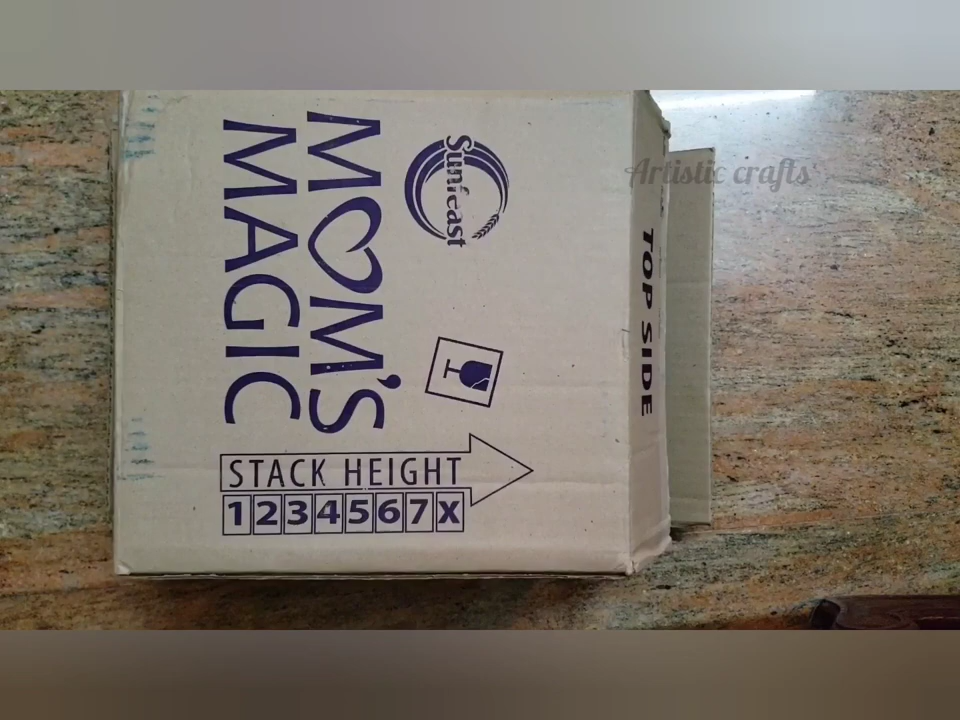 Sunfeast
MOM'S
MAGIC
STACK HEIGHT
1234567X
TOP SIDE
Artistic crafts